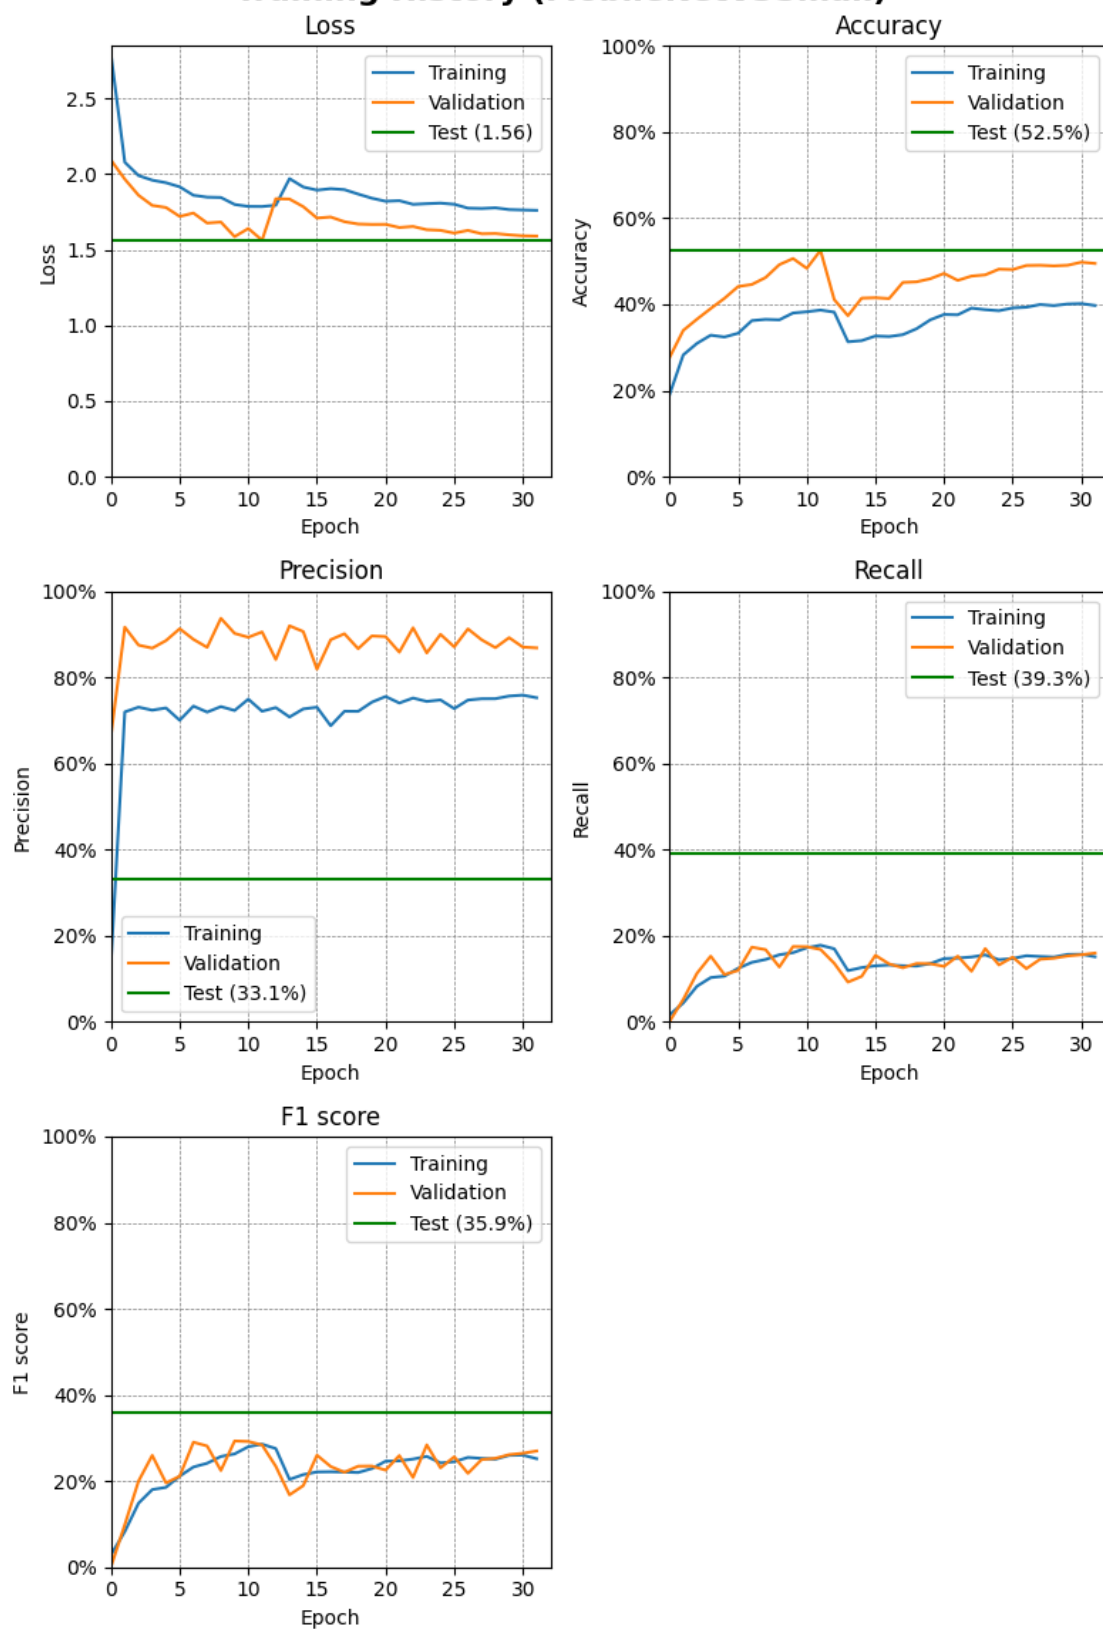 Training History
Loss
Training
Validation
Test (1.56)
2.5
2.0
1.5
1.0
0.5
0.0
Loss
0 5 10 15 20 25 30
Epoch
Accuracy
Training
Validation
Test (52.5%)
100%
80%
60%
40%
20%
0%
Accuracy
0 5 10 15 20 25 30
Epoch
Precision
100%
80%
60%
40%
20%
0%
Precision
Training
Validation
Test (33.1%)
0 5 10 15 20 25 30
Epoch
Recall
Training
Validation
Test (39.3%)
100%
80%
60%
40%
20%
0%
Recall
0 5 10 15 20 25 30
Epoch
F1 score
Training
Validation
Test (35.9%)
100%
80%
60%
40%
20%
0%
F1 score
0 5 10 15 20 25 30
Epoch